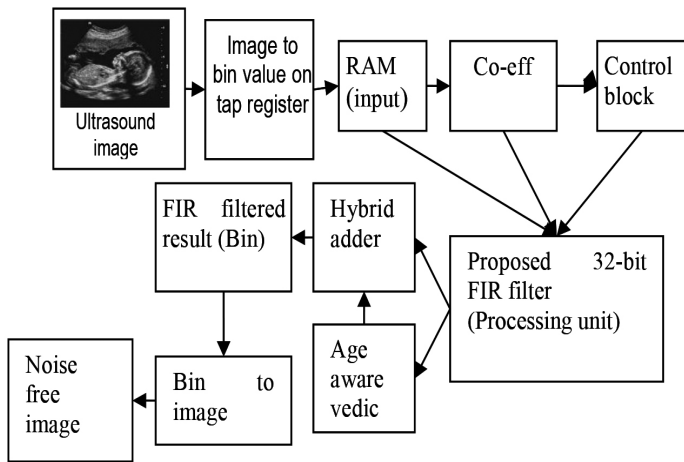 Ultrasound
image
Image to
bin value on
tap register
RAM
(input)
Co-eff
Control
block
FIR filtered
result (Bin)
Hybrid
adder
Proposed 32-bit
FIR filter
(Processing unit)
Age
aware
vedic
Bin to
image
Noise
free
image